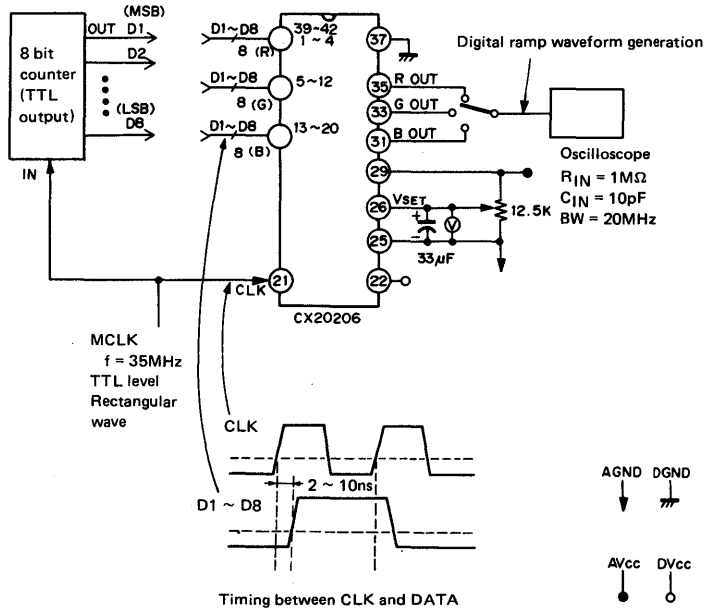 OUT D1 (MSB)
D2
(LSB)
D8
8 bit
counter
(TTL
output)
IN
D1~D8
8 (R)
D1~D8
8 (G)
D1~D8
8 (B)
39~42
1~4
5~12
13~20
21
CLK
37
35
R OUT
33
G OUT
31
B OUT
29
26
VSET
25
22
CX20206
+
−
33μF
V
12.5K
Digital ramp waveform generation
Oscilloscope
RIN = 1MΩ
CIN = 10pF
BW = 20MHz
MCLK
f = 35MHz
TTL level
Rectangular
wave
CLK
2 ~ 10ns
D1 ~ D8
Timing between CLK and DATA
AGND DGND
AVcc DVcc